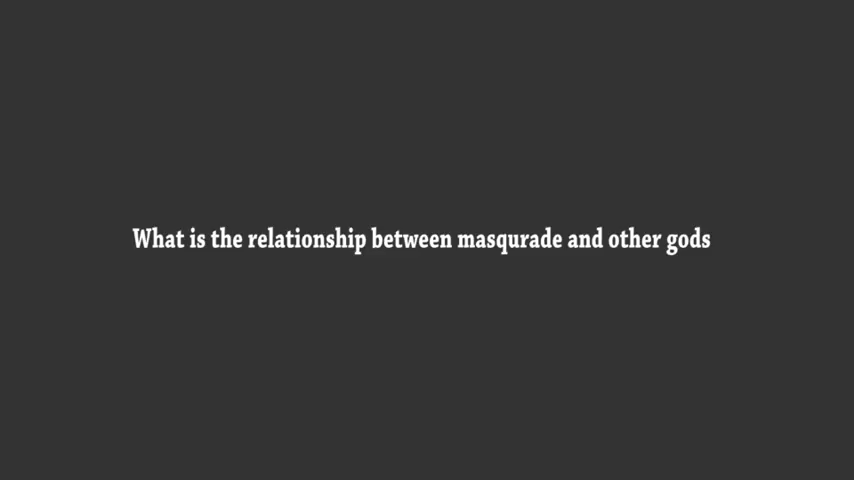 What is the relationship between masqurade and other gods